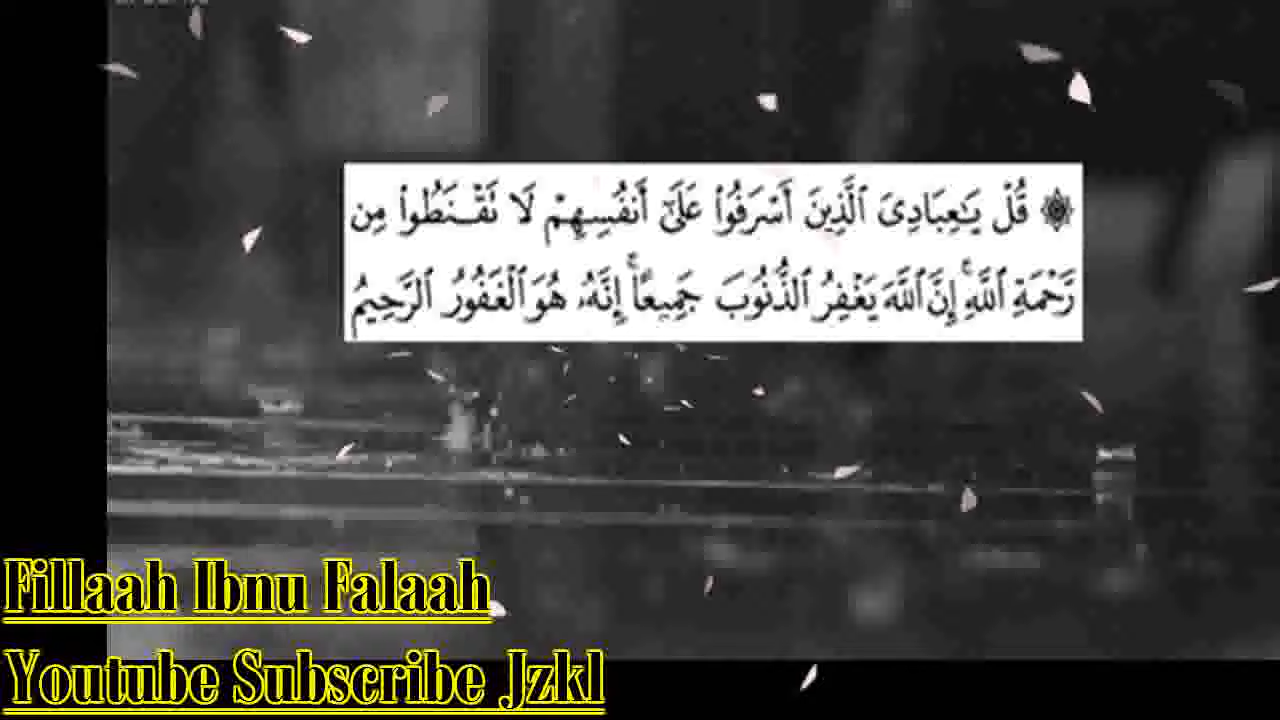 ۞ قُلْ يَـٰعِبَادِىَ ٱلَّذِينَ أَسْرَفُوا۟ عَلَىٰٓ أَنفُسِهِمْ لَا تَقْـنَطُوا۟ مِن
رَّحْمَةِ ٱللَّهِ ۚ إِنَّ ٱللَّهَ يَغْفِرُ ٱلذُّنُوبَ جَمِيعًا ۚ إِنَّهُۥ هُوَ ٱلْغَفُورُ ٱلرَّحِيمُ
Fillaah Ibnu Falaah
Youtube Subscribe Jzkl